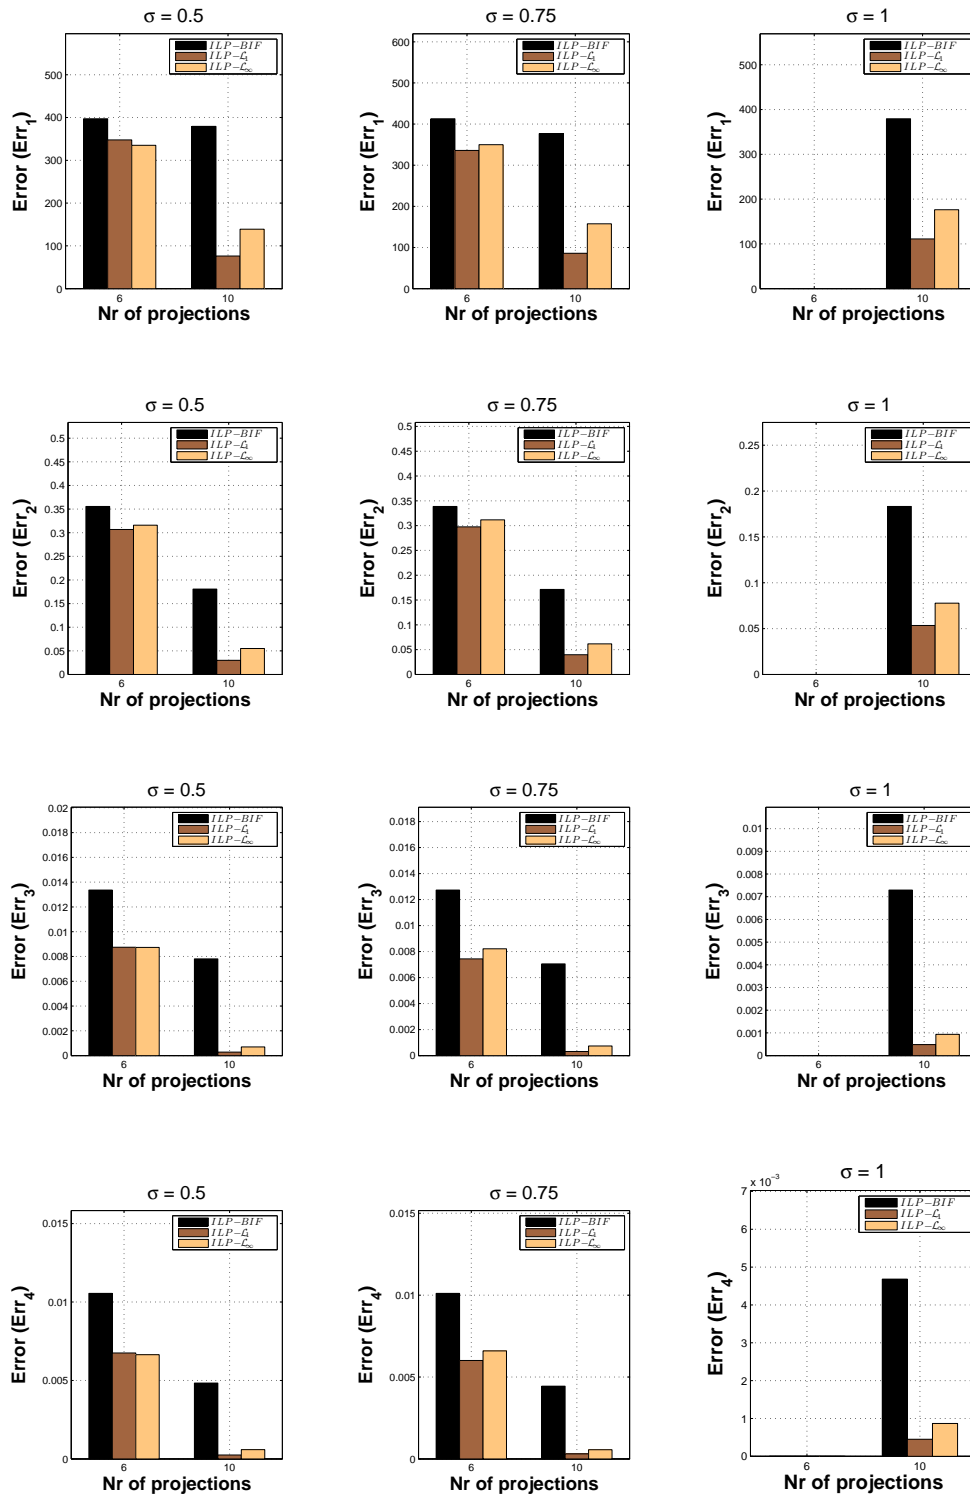 σ = 0.5
ILP−BIF
ILP−ℒ₁
ILP−ℒ∞
500
400
300
200
100
0
Error (Err₁)
6
10
Nr of projections
σ = 0.75
ILP−BIF
ILP−ℒ₁
ILP−ℒ∞
600
500
400
300
200
100
0
Error (Err₁)
6
10
Nr of projections
σ = 1
ILP−BIF
ILP−ℒ₁
ILP−ℒ∞
500
400
300
200
100
0
Error (Err₁)
6
10
Nr of projections
σ = 0.5
ILP−BIF
ILP−ℒ₁
ILP−ℒ∞
0.5
0.45
0.4
0.35
0.3
0.25
0.2
0.15
0.1
0.05
0
Error (Err₂)
6
10
Nr of projections
σ = 0.75
ILP−BIF
ILP−ℒ₁
ILP−ℒ∞
0.5
0.45
0.4
0.35
0.3
0.25
0.2
0.15
0.1
0.05
0
Error (Err₂)
6
10
Nr of projections
σ = 1
ILP−BIF
ILP−ℒ₁
ILP−ℒ∞
0.25
0.2
0.15
0.1
0.05
0
Error (Err₂)
6
10
Nr of projections
σ = 0.5
ILP−BIF
ILP−ℒ₁
ILP−ℒ∞
0.02
0.018
0.016
0.014
0.012
0.01
0.008
0.006
0.004
0.002
0
Error (Err₃)
6
10
Nr of projections
σ = 0.75
ILP−BIF
ILP−ℒ₁
ILP−ℒ∞
0.018
0.016
0.014
0.012
0.01
0.008
0.006
0.004
0.002
0
Error (Err₃)
6
10
Nr of projections
σ = 1
ILP−BIF
ILP−ℒ₁
ILP−ℒ∞
0.01
0.009
0.008
0.007
0.006
0.005
0.004
0.003
0.002
0.001
0
Error (Err₃)
6
10
Nr of projections
σ = 0.5
ILP−BIF
ILP−ℒ₁
ILP−ℒ∞
0.015
0.01
0.005
0
Error (Err₄)
6
10
Nr of projections
σ = 0.75
ILP−BIF
ILP−ℒ₁
ILP−ℒ∞
0.015
0.01
0.005
0
Error (Err₄)
6
10
Nr of projections
σ = 1
x 10⁻³
ILP−BIF
ILP−ℒ₁
ILP−ℒ∞
7
6
5
4
3
2
1
0
Error (Err₄)
6
10
Nr of projections